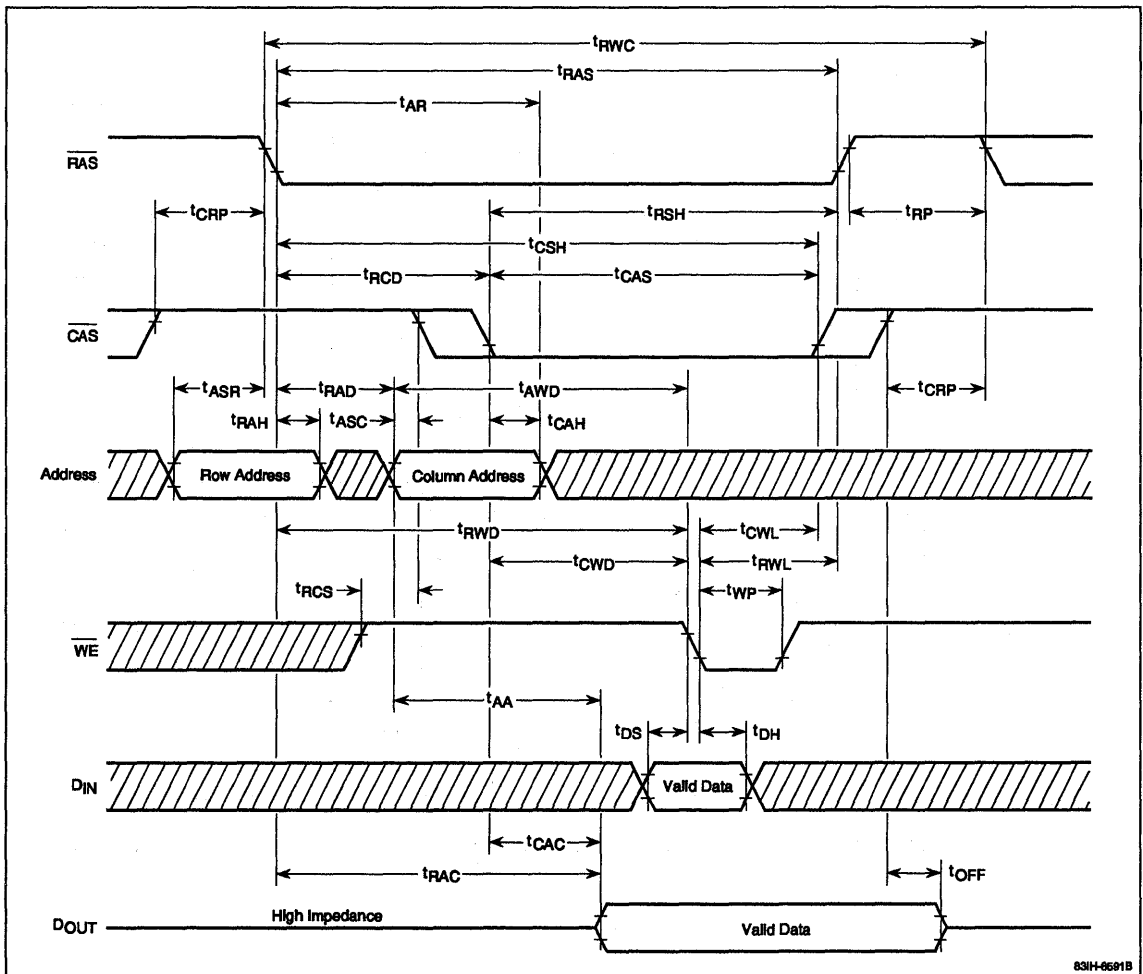 tRWC
tRAS
tAR
RAS
tCRP
tRSH
tRP
tCSH
tRCD
tCAS
CAS
tASR
tRAD
tAWD
tCRP
tRAH
tASC
tCAH
Address
Row Address
Column Address
tRWD
tCWL
tCWD
tRWL
tRCS
tWP
WE
tAA
tDS
tDH
DIN
Valid Data
tCAC
tRAC
tOFF
High Impedance
DOUT
Valid Data
83IH-6591B